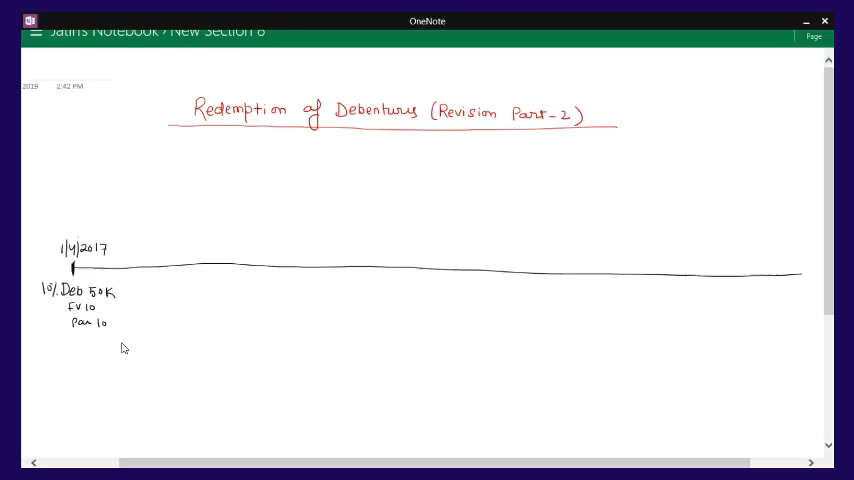 OneNote
Jatin's Notebook › New Section 6
Page
2019 2:42 PM
Redemption of Debentures (Revision Part-2)
1/4/2017
10% Deb 50K
FV 10
Par 10